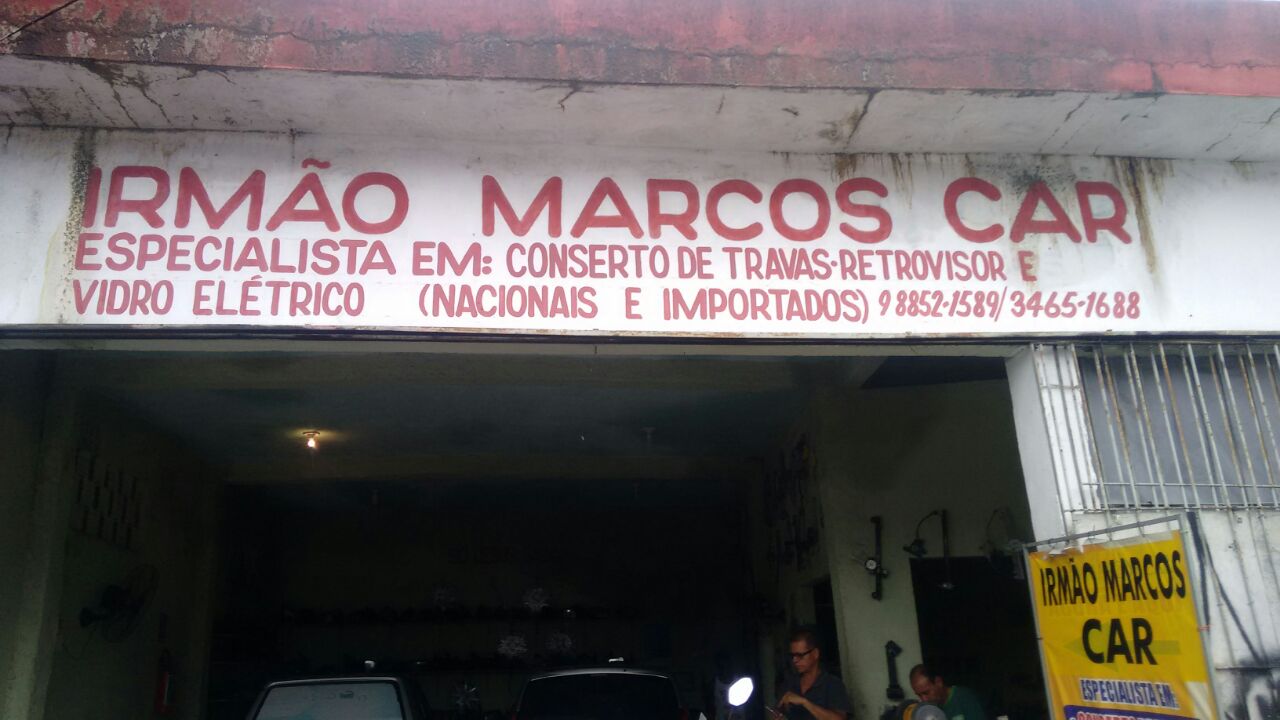 IRMÃO MARCOS CAR
ESPECIALISTA EM: CONSERTO DE TRAVAS-RETROVISOR E
VIDRO ELÉTRICO (NACIONAIS E IMPORTADOS) 9 8852-1589/3465-1688
IRMÃO MARCOS
CAR
ESPECIALISTA EM: